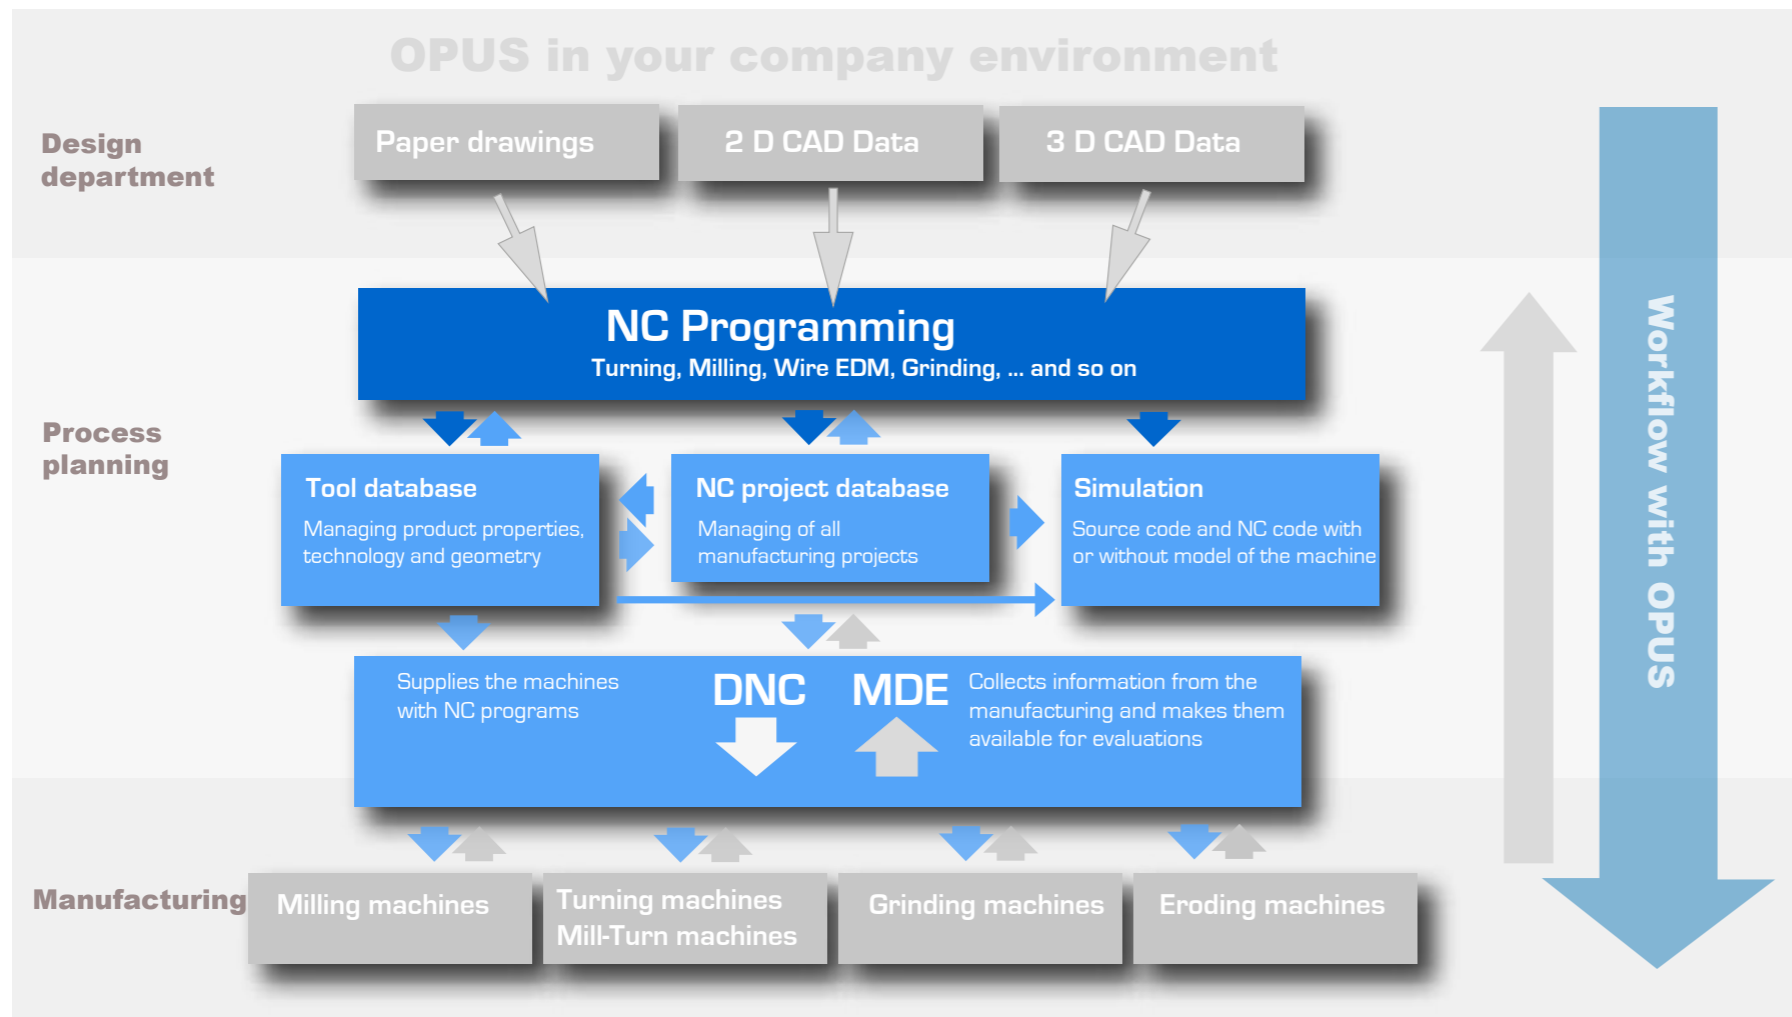 OPUS in your company environment
Design
department
Paper drawings
2 D CAD Data
3 D CAD Data
NC Programming
Turning, Milling, Wire EDM, Grinding, ... and so on
Process
planning
Tool database
Managing product properties,
technology and geometry
NC project database
Managing of all
manufacturing projects
Simulation
Source code and NC code with
or without model of the machine
Supplies the machines
with NC programs
DNC
MDE
Collects information from the
manufacturing and makes them
available for evaluations
Manufacturing
Milling machines
Turning machines
Mill-Turn machines
Grinding machines
Eroding machines
Workflow with OPUS